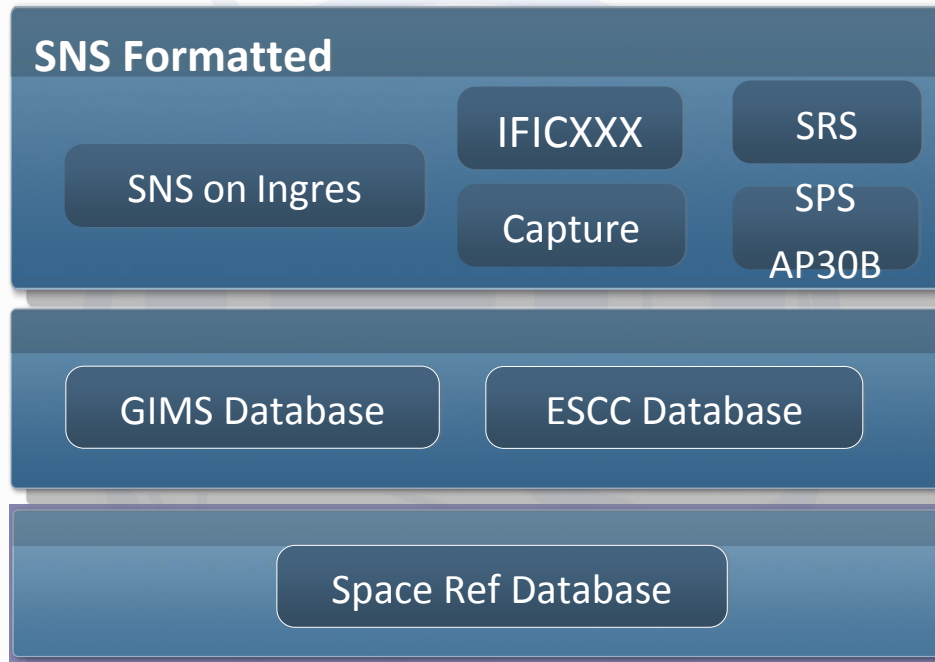 SNS Formatted
SNS on Ingres
IFICXXX
Capture
SRS
SPS
AP30B
GIMS Database
ESCC Database
Space Ref Database